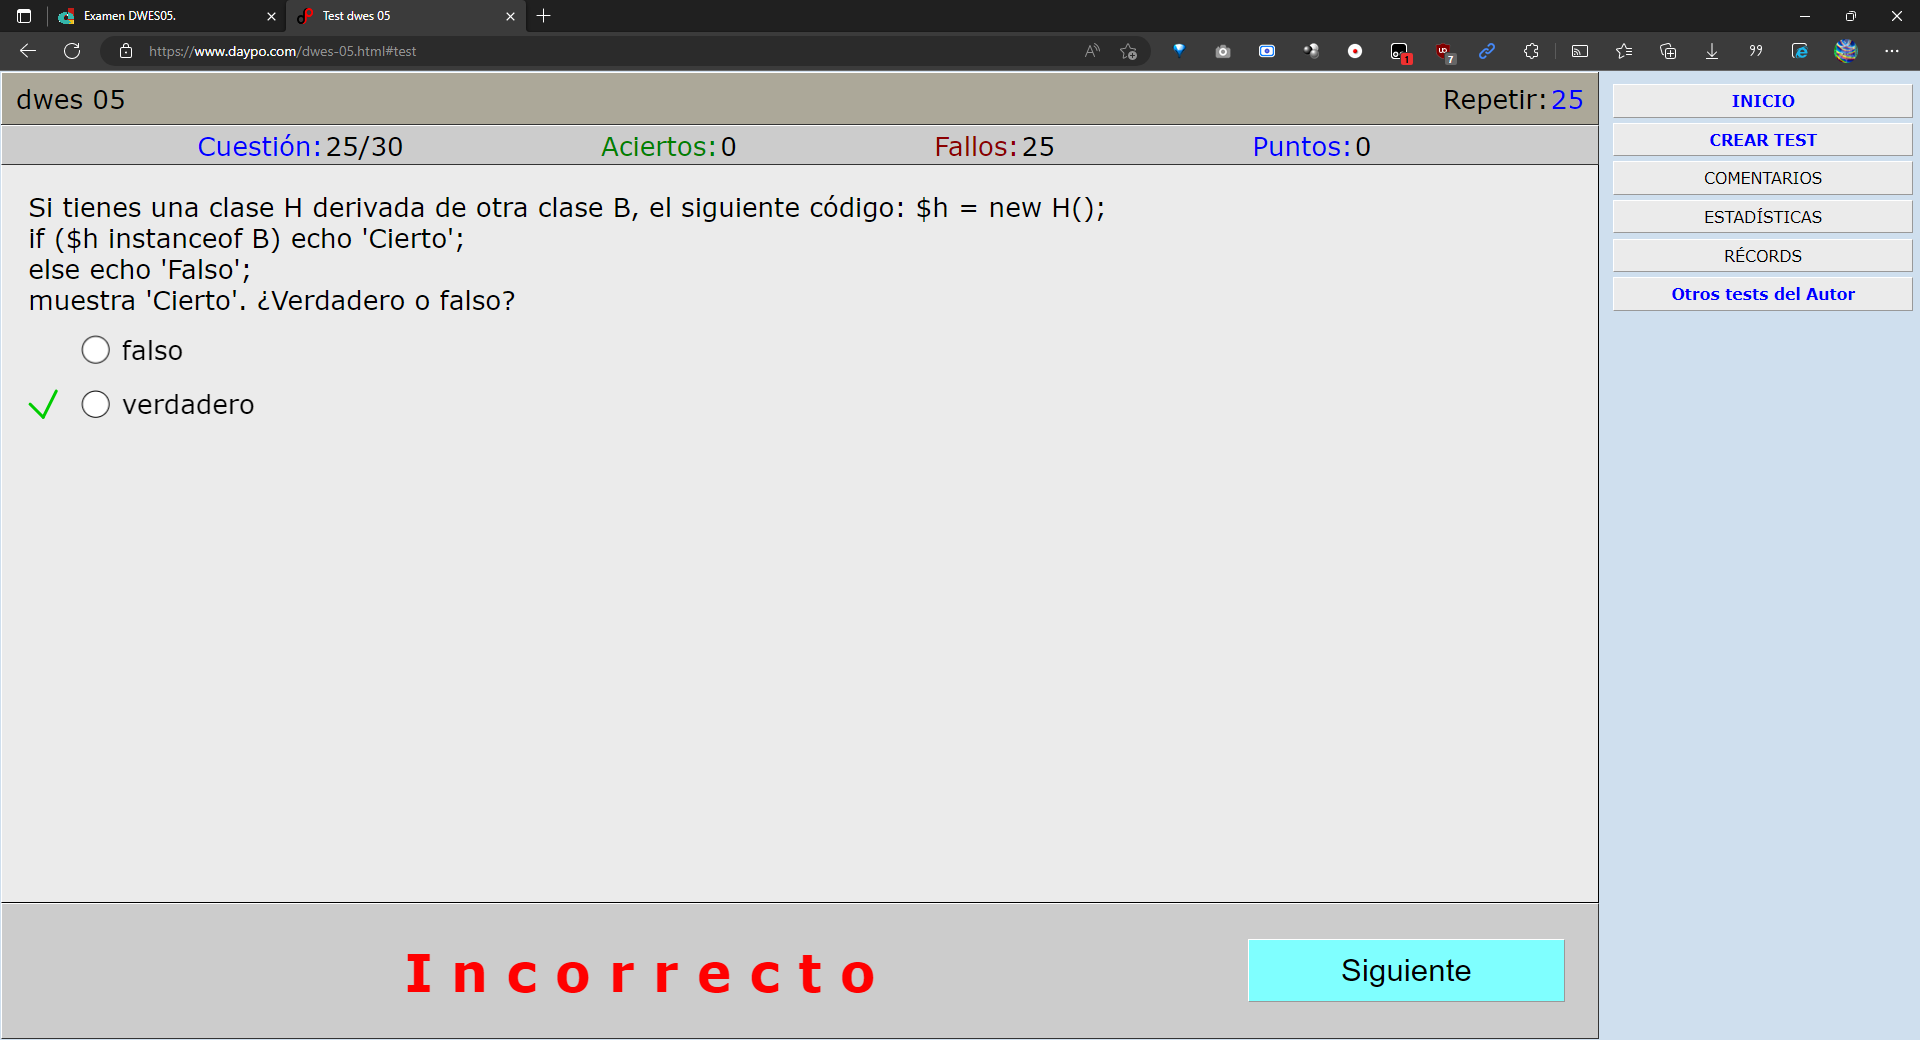 Examen DWES05.
Test dwes 05
https://www.daypo.com/dwes-05.html#test
1
7
dwes 05
Repetir:25
Cuestión:25/30
Aciertos:0
Fallos:25
Puntos:0
Si tienes una clase H derivada de otra clase B, el siguiente código: $h = new H();
if ($h instanceof B) echo 'Cierto';
else echo 'Falso';
muestra 'Cierto'. ¿Verdadero o falso?
falso
verdadero
Incorrecto
Siguiente
INICIO
CREAR TEST
COMENTARIOS
ESTADÍSTICAS
RÉCORDS
Otros tests del Autor